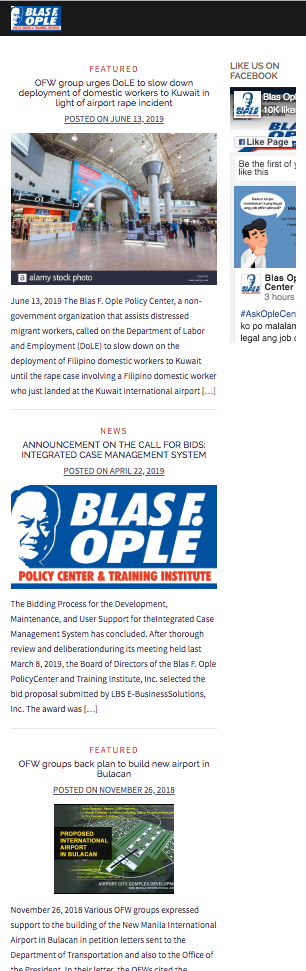 BLAS F.
OPLE
FEATURED
OFW group urges DoLE to slow down
deployment of domestic workers to Kuwait in
light of airport rape incident
POSTED ON JUNE 13, 2019
a alamy stock photo
June 13, 2019 The Blas F. Ople Policy Center, a non-
government organization that assists distressed
migrant workers, called on the Department of Labor
and Employment (DoLE) to slow down on the
deployment of Filipino domestic workers to Kuwait
until the rape case involving a Filipino domestic worker
who just landed at the Kuwait international airport [...]
NEWS
ANNOUNCEMENT ON THE CALL FOR BIDS:
INTEGRATED CASE MANAGEMENT SYSTEM
POSTED ON APRIL 22, 2019
BLAS F.
OPLE
POLICY CENTER & TRAINING INSTITUTE
The Bidding Process for the Development,
Maintenance, and User Support for theIntegrated Case
Management System has concluded. After thorough
review and deliberationduring its meeting held last
March 8, 2019, the Board of Directors of the Blas F. Ople
PolicyCenter and Training Institute, Inc. selected the
bid proposal submitted by LBS E-BusinessSolutions,
Inc. The award was [...]
FEATURED
OFW groups back plan to build new airport in
Bulacan
POSTED ON NOVEMBER 26, 2018
PROPOSED
INTERNATIONAL
AIRPORT
IN BULACAN
AIRPORT CITY COMPLEX DEVELOPM
November 26, 2018 Various OFW groups expressed
support to the building of the New Manila International
Airport in Bulacan in petition letters sent to the
Department of Transportation and also to the Office of
the President. In their letter, the OFWs cited the
LIKE US ON
FACEBOOK
Blas Opl
10K like
Like Page
Be the first of y
like this
Blas Op
Center
3 hours
#AskOpleCen
ko po malalan
legal ang job o